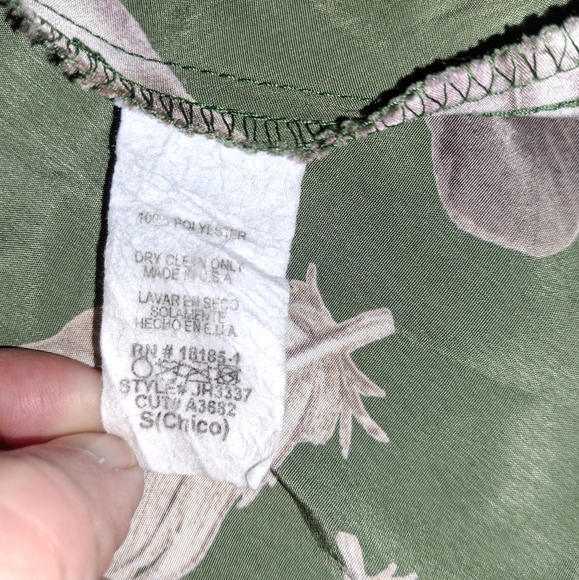 100% POLYESTER
DRY CLEAN ONLY
MADE IN U.S.A
LAVAR EN SECO
SOLAMENTE
HECHO EN E.U.A.
RN # 18185-1
STYLE# JH3337
CUT# A3682
S(Chico)